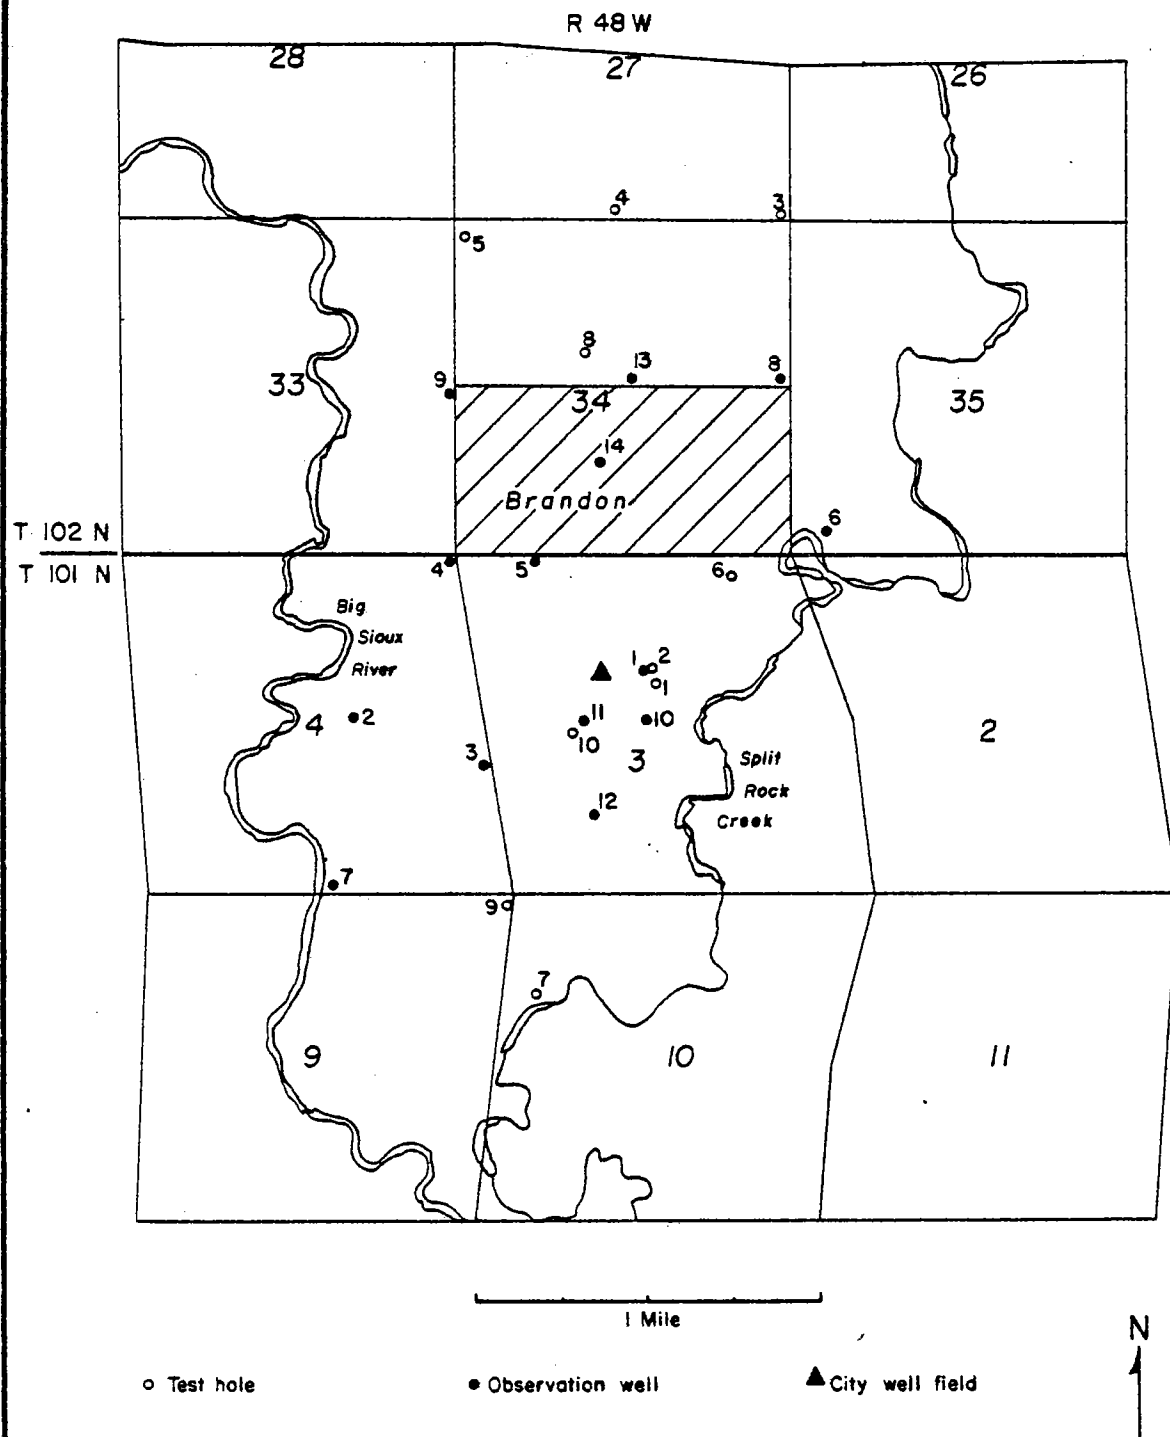 R 48 W
28
27
26
4
3
5
8
13
8
9
33
34
35
14
Brandon
6
T 102 N
T 101 N
4
5
6
Big
Sioux
River
1
2
1
4
2
11
10
10
3
3
2
Split
Rock
Creek
12
7
9
7
9
10
11
1 Mile
N
Test hole
Observation well
City well field